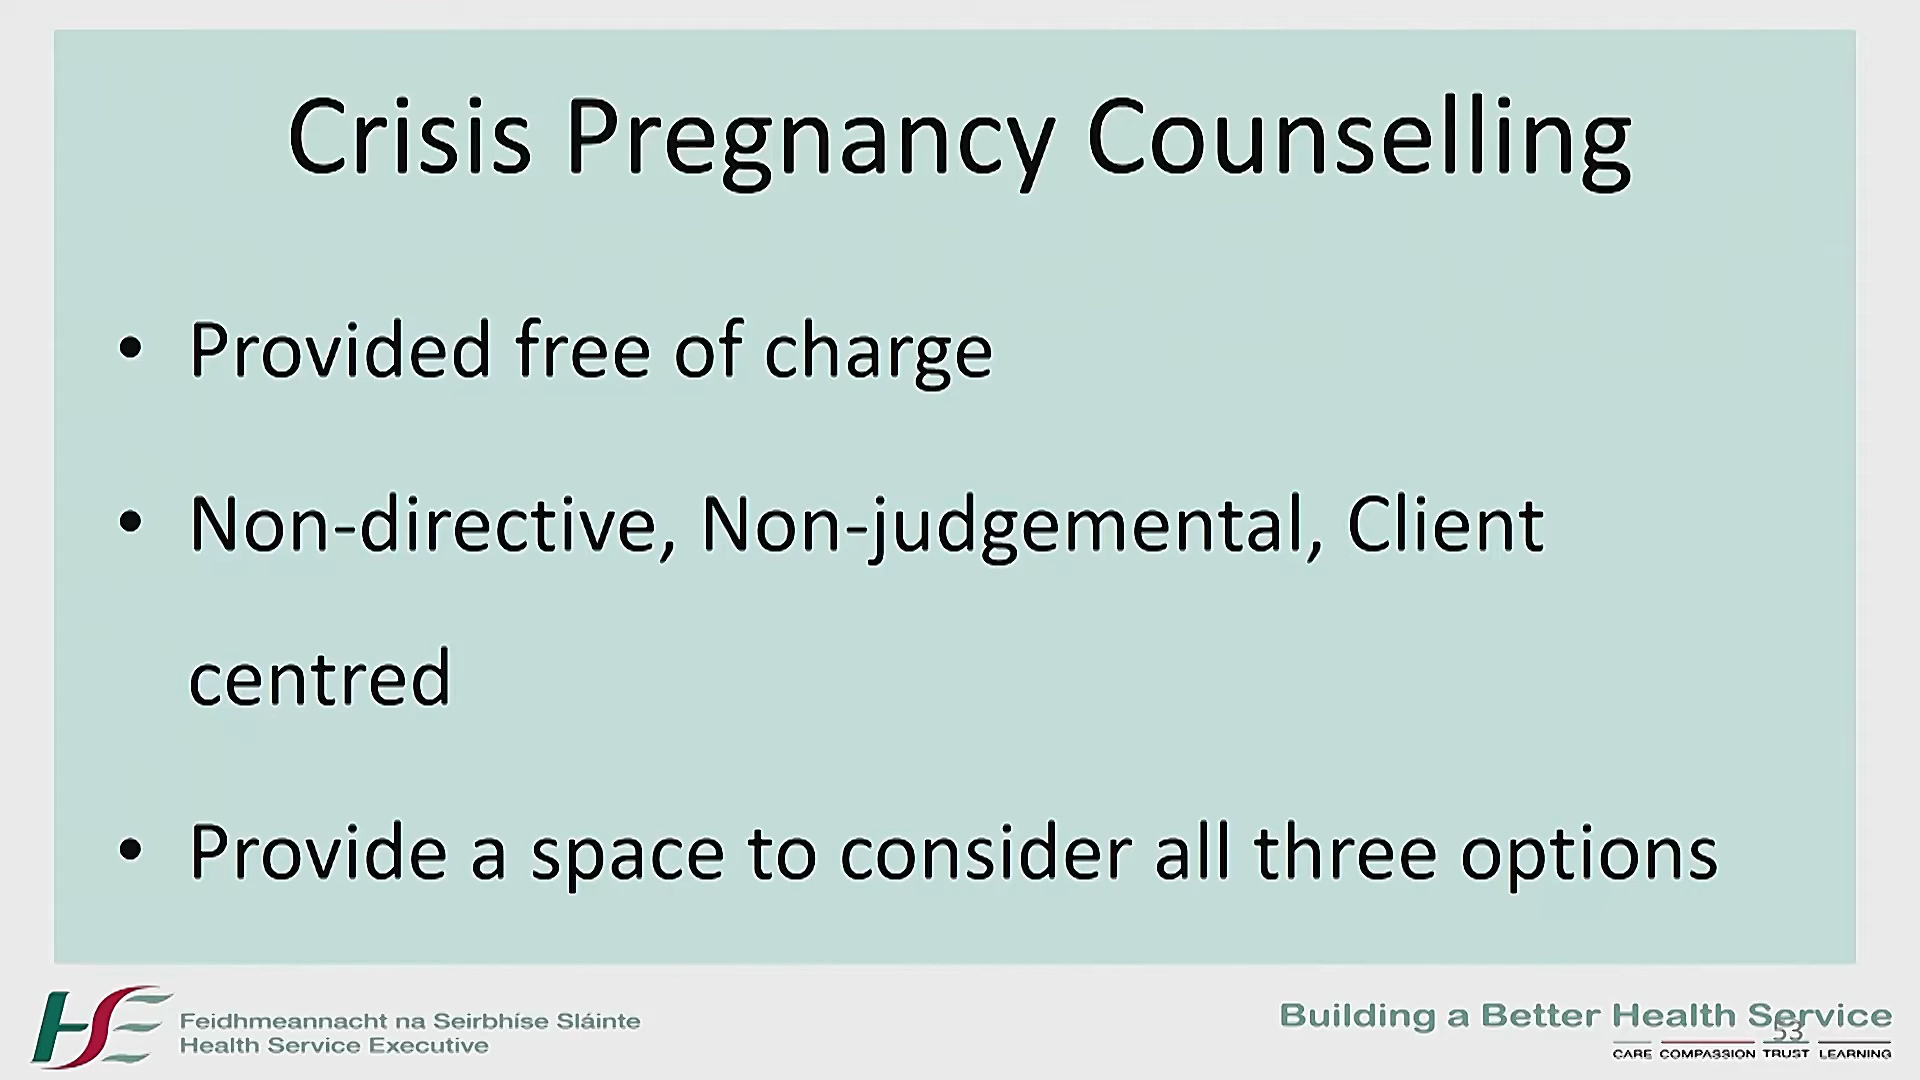 Crisis Pregnancy Counselling
• Provided free of charge
• Non-directive, Non-judgemental, Client
centred
• Provide a space to consider all three options
HSE
Feidhmeannacht na Seirbhíse Sláinte
Health Service Executive
Building a Better Health Service
53
CARE COMPASSION TRUST LEARNING